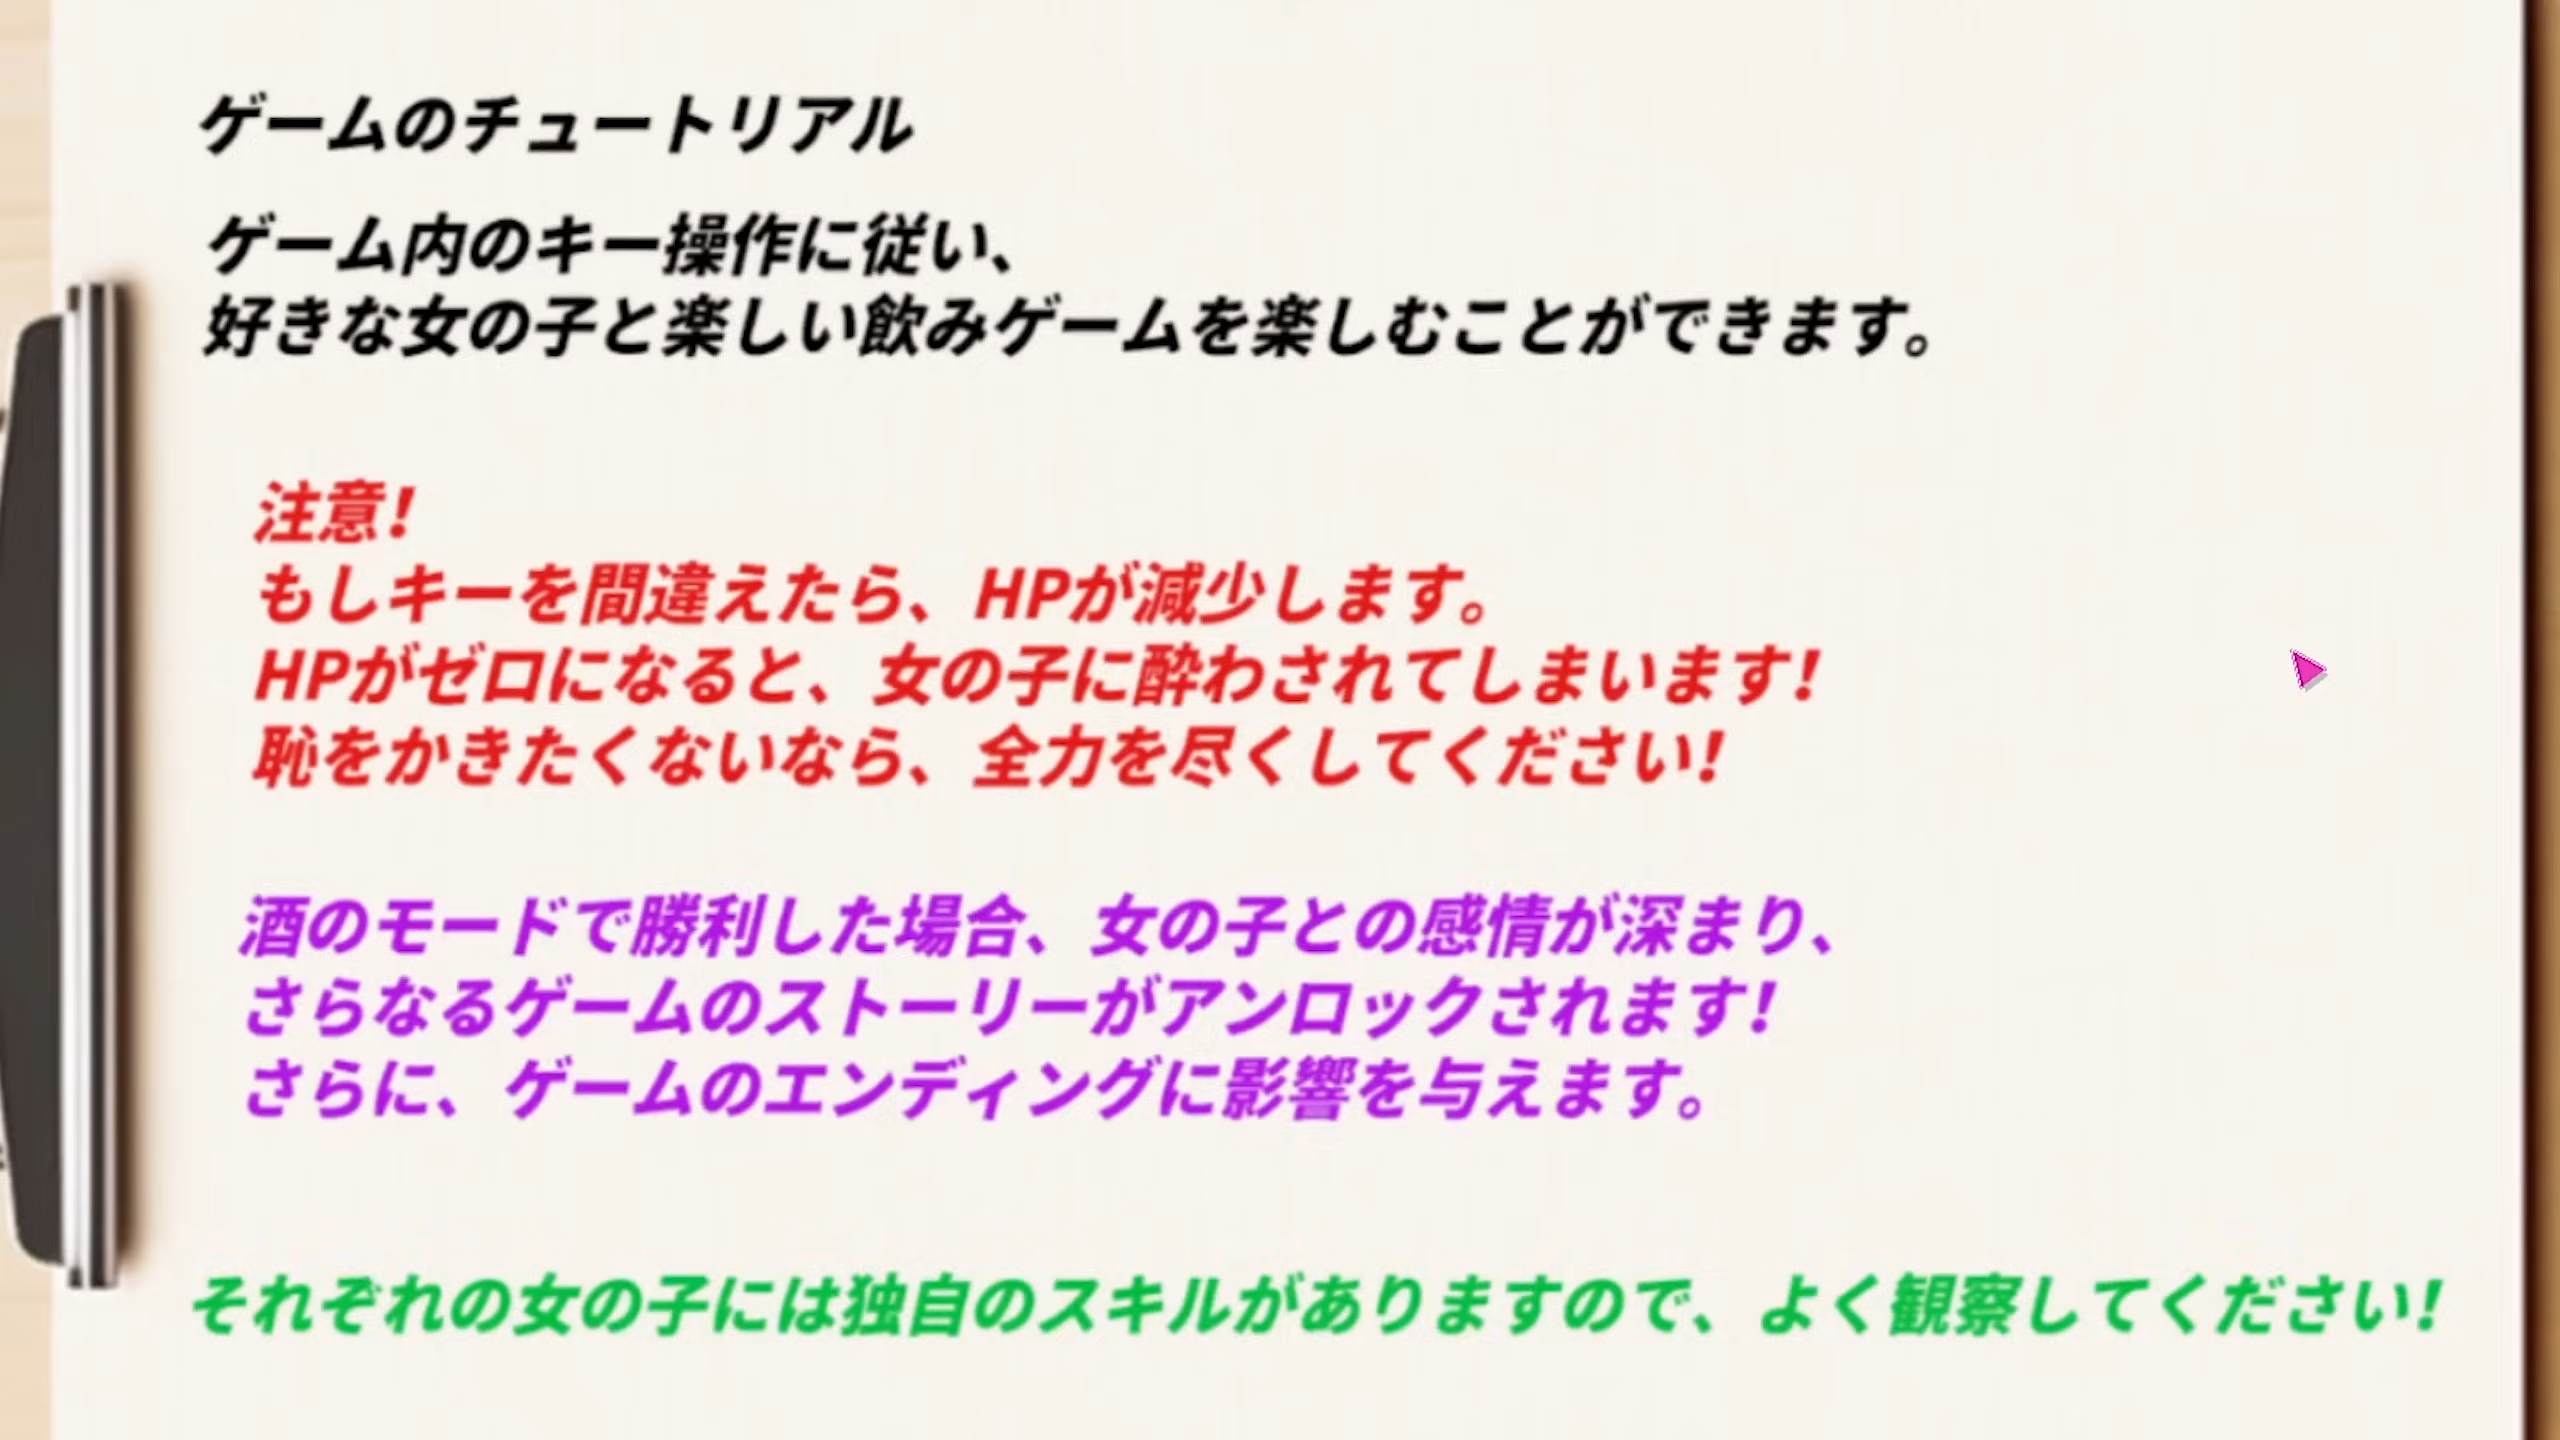 ゲームのチュートリアル
ゲーム内のキー操作に従い、
好きな女の子と楽しい飲みゲームを楽しむことができます。
注意!
もしキーを間違えたら、HPが減少します。
HPがゼロになると、女の子に酔わされてしまいます!
恥をかきたくないなら、全力を尽くしてください!
酒のモードで勝利した場合、女の子との感情が深まり、
さらなるゲームのストーリーがアンロックされます!
さらに、ゲームのエンディングに影響を与えます。
それぞれの女の子には独自のスキルがありますので、よく観察してください!